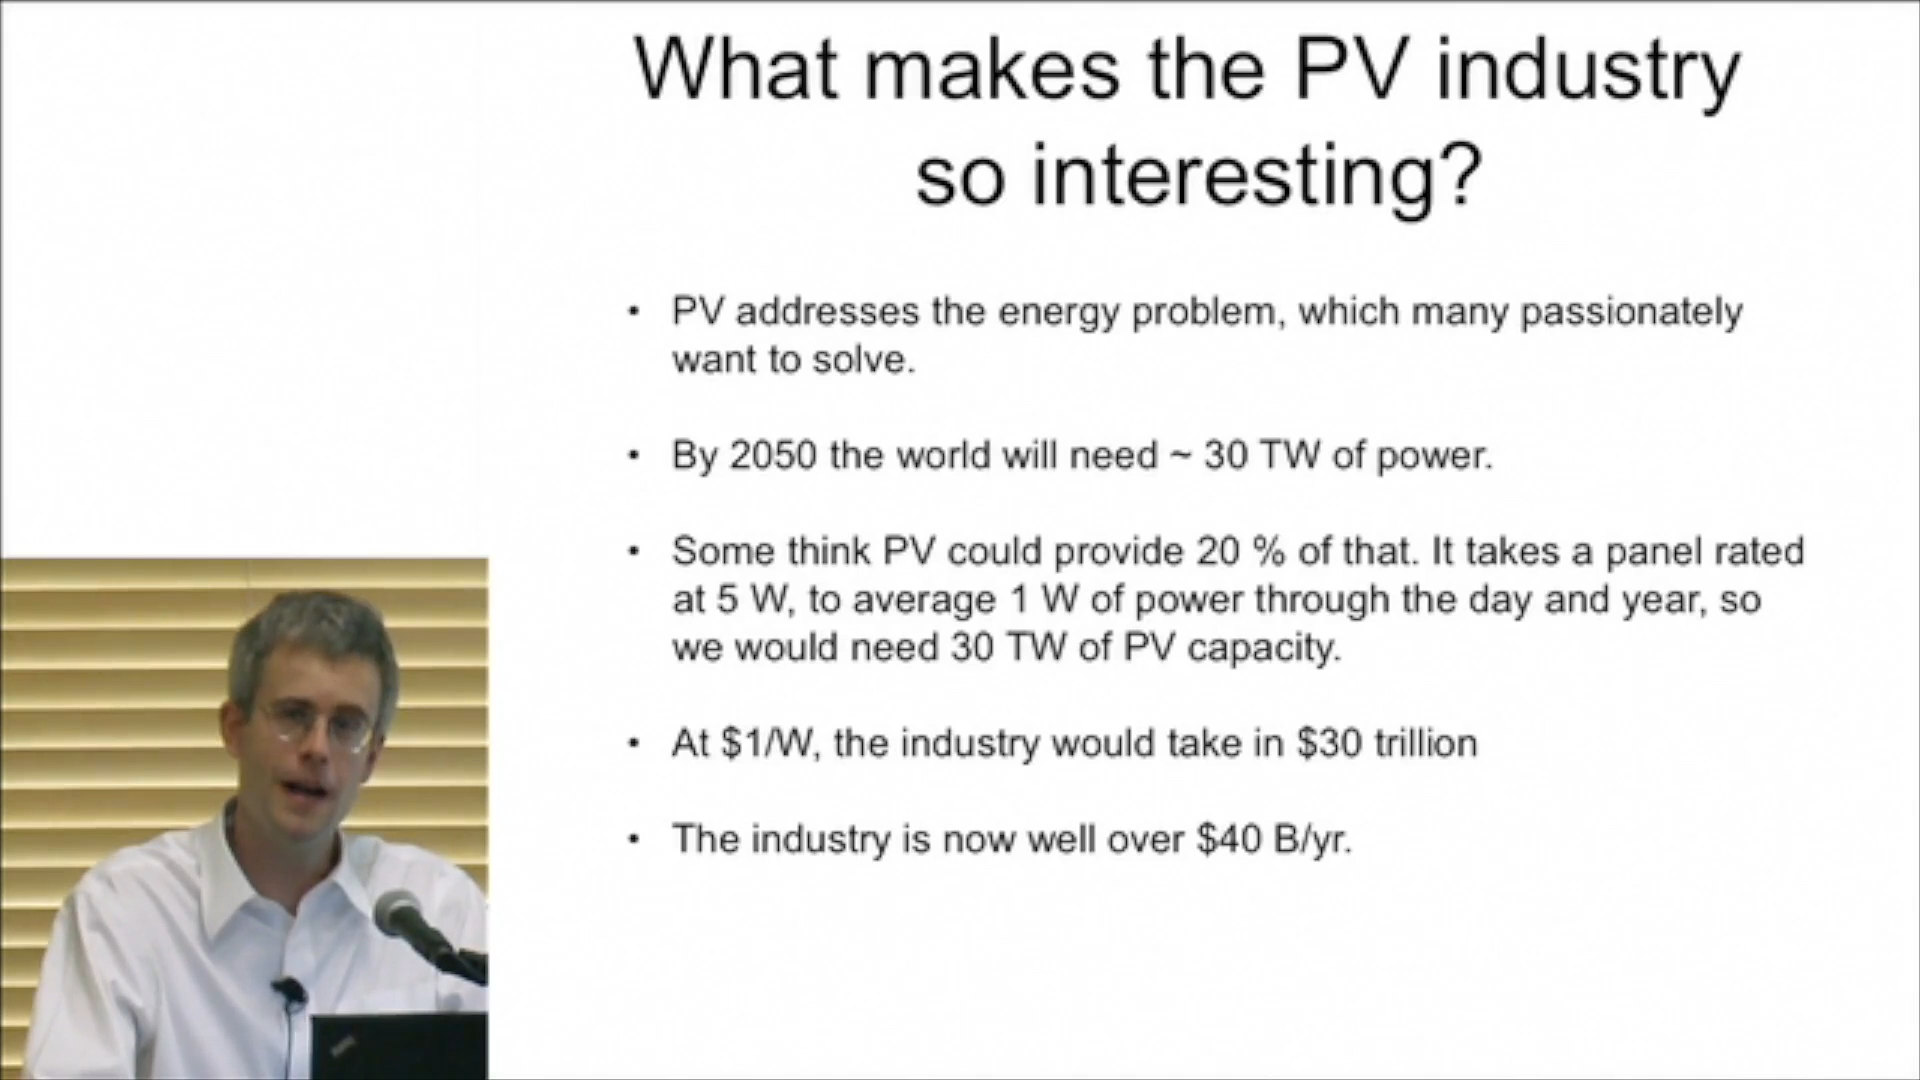 What makes the PV industry
so interesting?
• PV addresses the energy problem, which many passionately
want to solve.
• By 2050 the world will need ~ 30 TW of power.
• Some think PV could provide 20 % of that. It takes a panel rated
at 5 W, to average 1 W of power through the day and year, so
we would need 30 TW of PV capacity.
• At $1/W, the industry would take in $30 trillion
• The industry is now well over $40 B/yr.